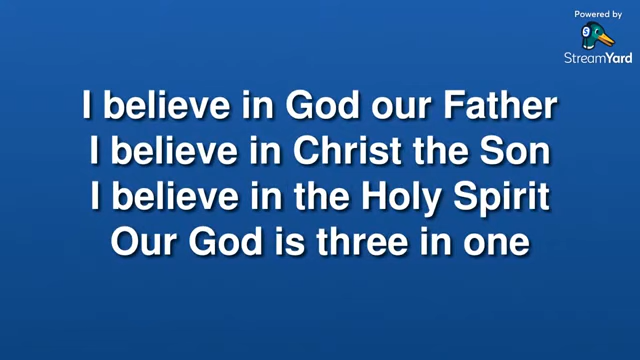 Powered by
StreamYard
I believe in God our Father
I believe in Christ the Son
I believe in the Holy Spirit
Our God is three in one